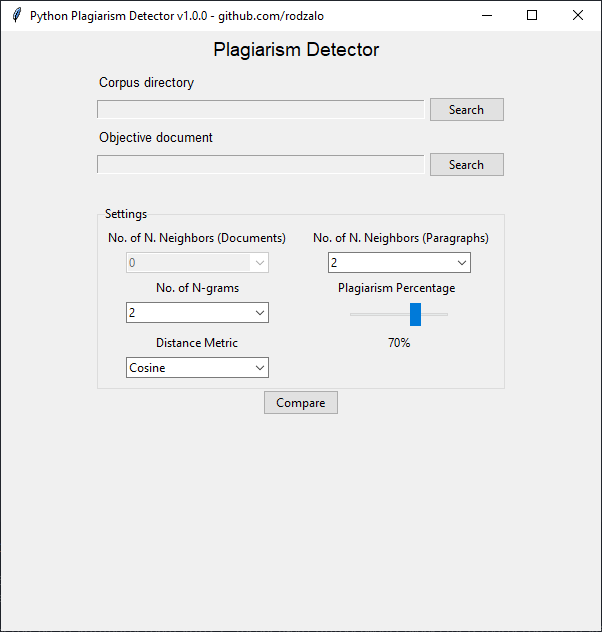 Python Plagiarism Detector v1.0.0 - github.com/rodzalo
Plagiarism Detector
Corpus directory
Search
Objective document
Search
Settings
No. of N. Neighbors (Documents)
No. of N. Neighbors (Paragraphs)
0
2
No. of N-grams
Plagiarism Percentage
2
Distance Metric
70%
Cosine
Compare